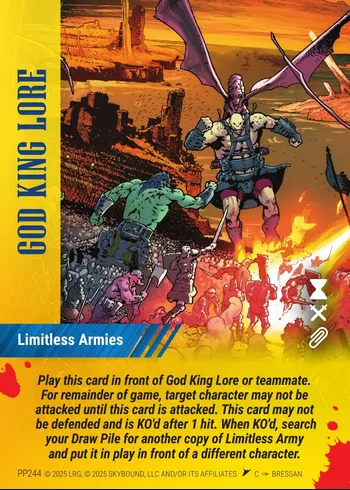 GOD KING LORE
Limitless Armies
Play this card in front of God King Lore or teammate.
For remainder of game, target character may not be
attacked until this card is attacked. This card may not
be defended and is KO'd after 1 hit. When KO'd, search
your Draw Pile for another copy of Limitless Army
and put it in play in front of a different character.
PP244 © 2025 LRG, © 2025 SKYBOUND, LLC AND/OR ITS AFFILIATES. C BRESSAN